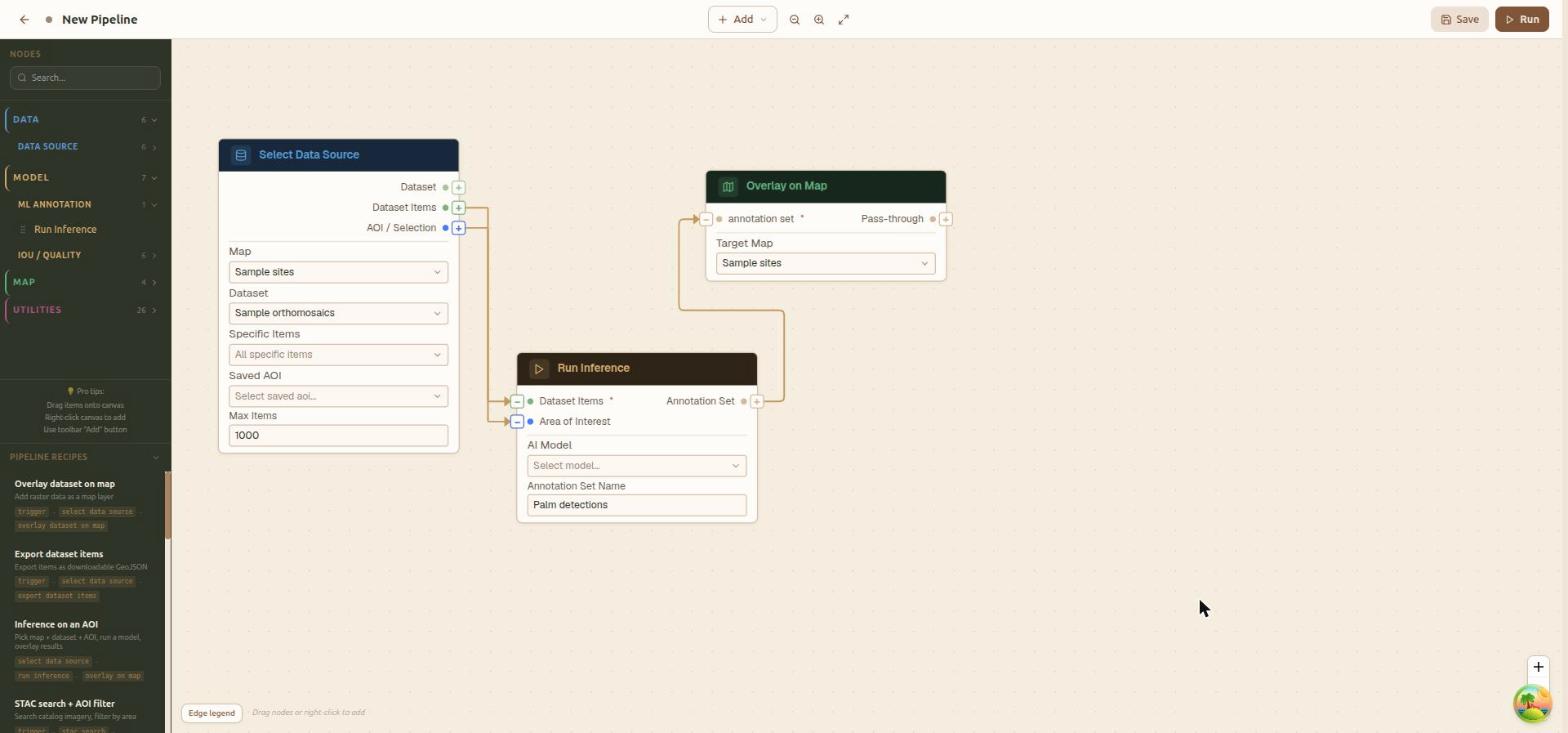 New Pipeline
Add
Save
Run
NODES
Search...
DATA 6
DATA SOURCE 6
MODEL 7
ML ANNOTATION 1
Run Inference
IOU / QUALITY 6
MAP 4
UTILITIES 26
Pro tips:
Drag items onto canvas
Right-click canvas to add
Use toolbar "Add" button
PIPELINE RECIPES
Overlay dataset on map
Add raster data as a map layer
trigger select data source
overlay dataset on map
Export dataset items
Export items as downloadable GeoJSON
trigger select data source
export dataset items
Inference on an AOI
Pick map + dataset + AOI, run a model,
overlay results
select data source
run inference overlay on map
STAC search + AOI filter
Search catalog imagery, filter by area
trigger stac search
Select Data Source
Dataset
Dataset Items
AOI / Selection
Map
Sample sites
Dataset
Sample orthomosaics
Specific Items
All specific items
Saved AOI
Select saved aoi...
Max Items
1000
Overlay on Map
annotation set * Pass-through
Target Map
Sample sites
Run Inference
Dataset Items * Annotation Set
Area of Interest
AI Model
Select model...
Annotation Set Name
Palm detections
Edge legend
Drag nodes or right-click to add